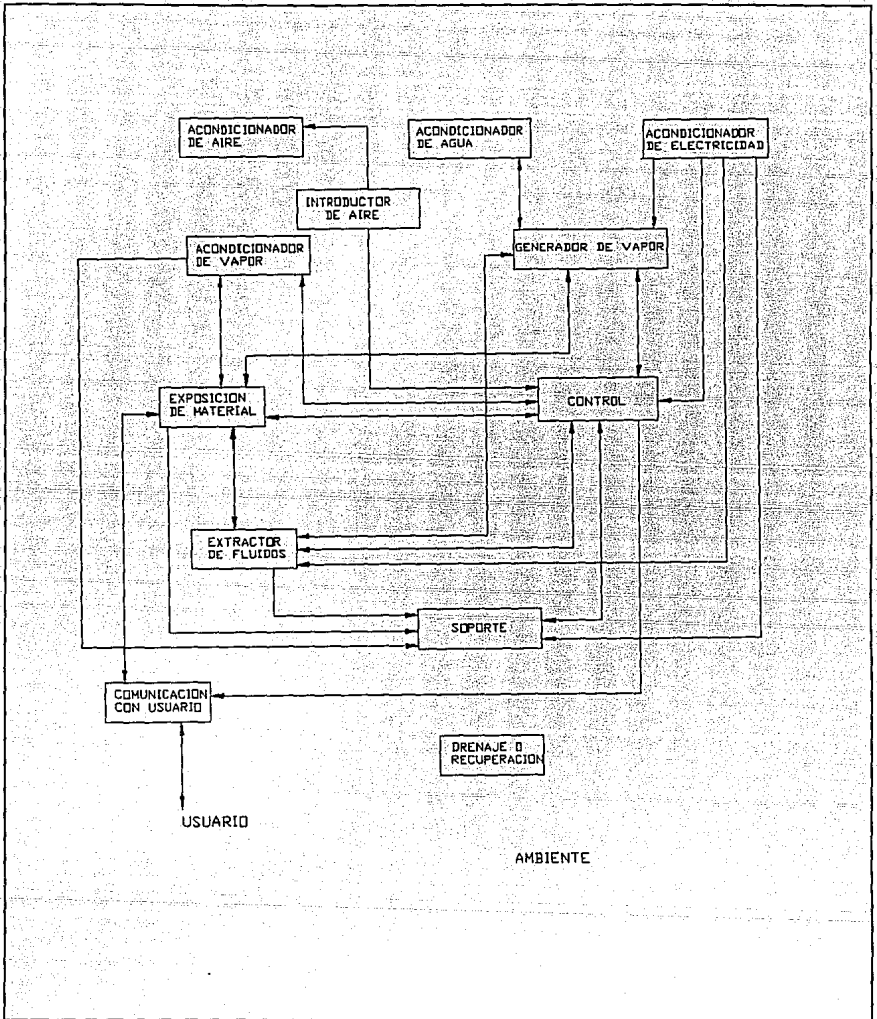 ACONDICIONADOR
DE AIRE
ACONDICIONADOR
DE AGUA
ACONDICIONADOR
DE ELECTRICIDAD
INTRODUCTOR
DE AIRE
ACONDICIONADOR
DE VAPOR
GENERADOR DE VAPOR
EXPOSICION
DE MATERIAL
CONTROL
EXTRACTOR
DE FLUIDOS
SOPORTE
COMUNICACION
CON USUARIO
DRENAJE O
RECUPERACION
USUARIO
AMBIENTE